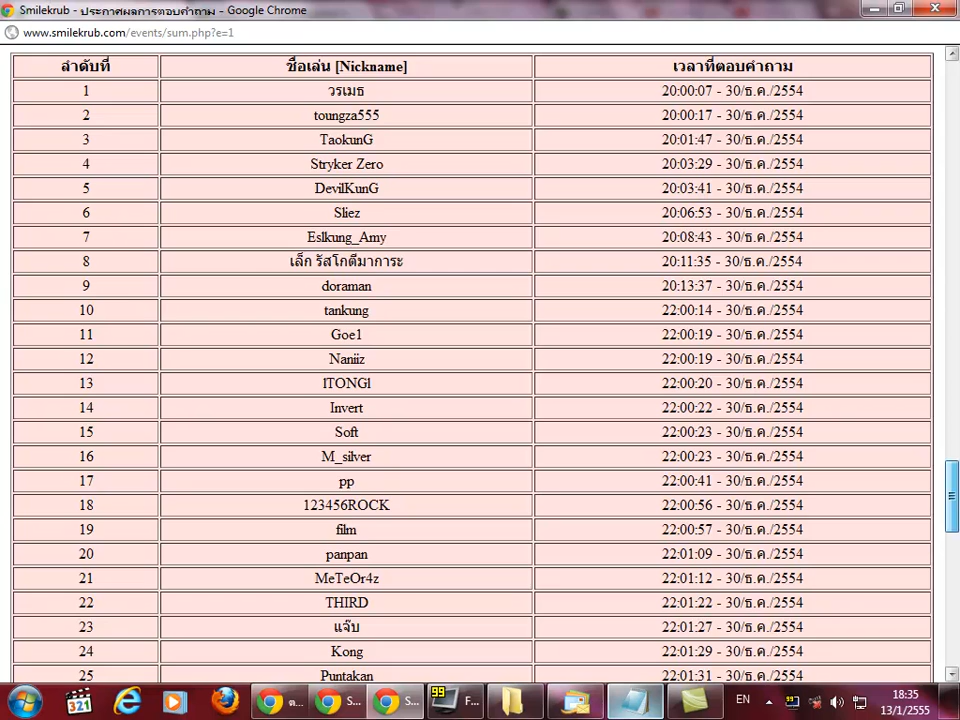 Smilekrub - ประกาศผลการตอบคำถาม - Google Chrome
www.smilekrub.com/events/sum.php?e=1
ลำดับที่ ชื่อเล่น [Nickname] เวลาที่ตอบคำถาม
1 วรเมธ 20:00:07 - 30/ธ.ค./2554
2 toungza555 20:00:17 - 30/ธ.ค./2554
3 TaokunG 20:01:47 - 30/ธ.ค./2554
4 Stryker Zero 20:03:29 - 30/ธ.ค./2554
5 DevilKunG 20:03:41 - 30/ธ.ค./2554
6 Sliez 20:06:53 - 30/ธ.ค./2554
7 Eslkung_Amy 20:08:43 - 30/ธ.ค./2554
8 เล็ก รัสโกตีมาการะ 20:11:35 - 30/ธ.ค./2554
9 doraman 20:13:37 - 30/ธ.ค./2554
10 tankung 22:00:14 - 30/ธ.ค./2554
11 Goe1 22:00:19 - 30/ธ.ค./2554
12 Naniiz 22:00:19 - 30/ธ.ค./2554
13 lTONGl 22:00:20 - 30/ธ.ค./2554
14 Invert 22:00:22 - 30/ธ.ค./2554
15 Soft 22:00:23 - 30/ธ.ค./2554
16 M_silver 22:00:23 - 30/ธ.ค./2554
17 pp 22:00:41 - 30/ธ.ค./2554
18 123456ROCK 22:00:56 - 30/ธ.ค./2554
19 film 22:00:57 - 30/ธ.ค./2554
20 panpan 22:01:09 - 30/ธ.ค./2554
21 MeTeOr4z 22:01:12 - 30/ธ.ค./2554
22 THIRD 22:01:22 - 30/ธ.ค./2554
23 แจ๊บ 22:01:27 - 30/ธ.ค./2554
24 Kong 22:01:29 - 30/ธ.ค./2554
25 Puntakan 22:01:31 - 30/ธ.ค./2554
321 ต... S... S... 99 F... EN 18:35
13/1/2555